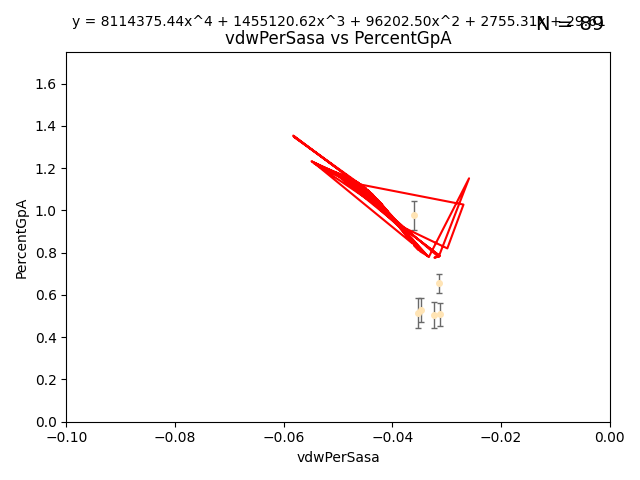 y = 8114375.44x^4 + 1455120.62x^3 + 96202.50x^2 + 2755.31x + 29.61
N = 89
vdwPerSasa vs PercentGpA
1.6
1.4
1.2
1.0
0.8
0.6
0.4
0.2
0.0
PercentGpA
−0.10 −0.08 −0.06 −0.04 −0.02 0.00
vdwPerSasa